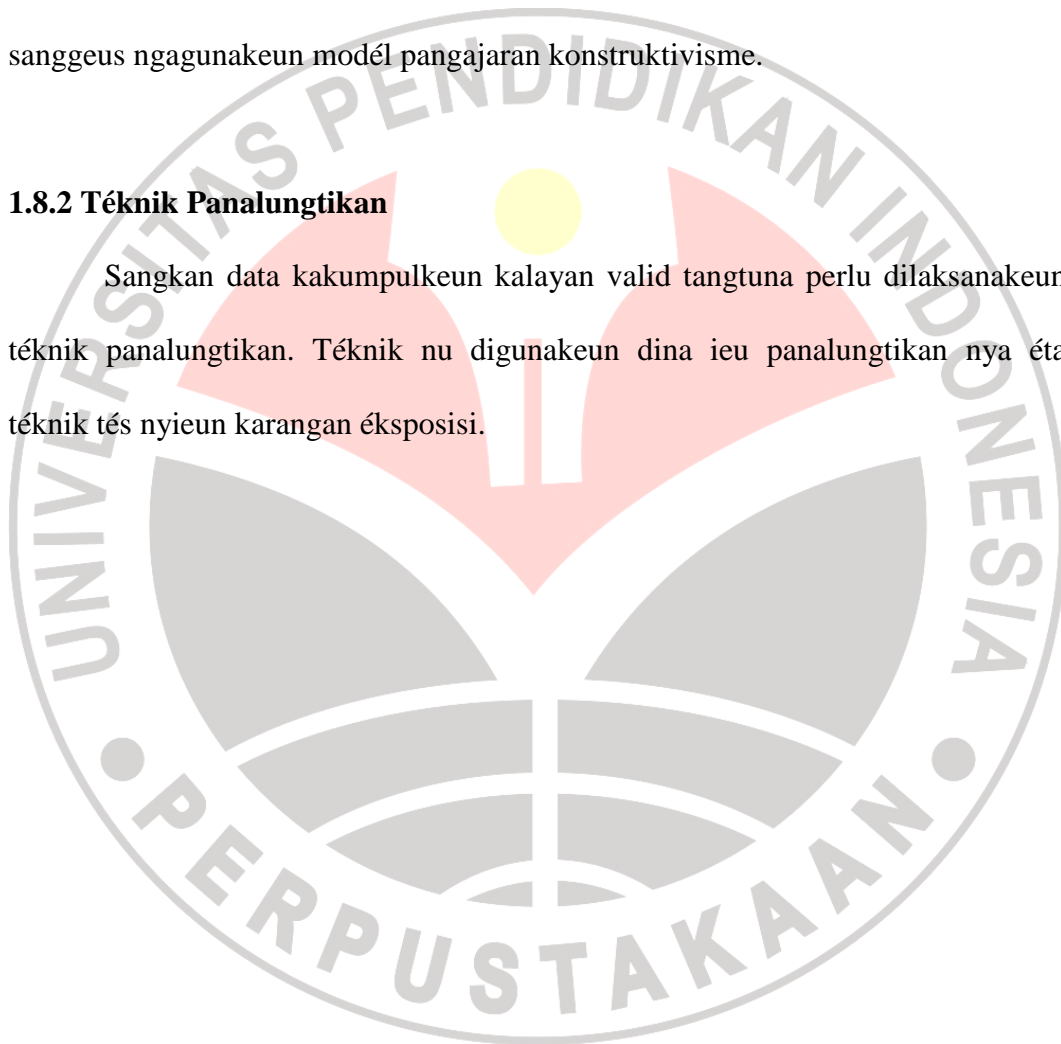 sanggeus ngagunakeun modél pangajaran konstruktivisme.
1.8.2 Téknik Panalungtikan
Sangkan data kakumpulkeun kalayan valid tangtuna perlu dilaksanakeun
téknik panalungtikan. Téknik nu digunakeun dina ieu panalungtikan nya éta
téknik tés nyieun karangan éksposisi.
UNIVERSITAS PENDIDIKAN INDONESIA
PERPUSTAKAAN